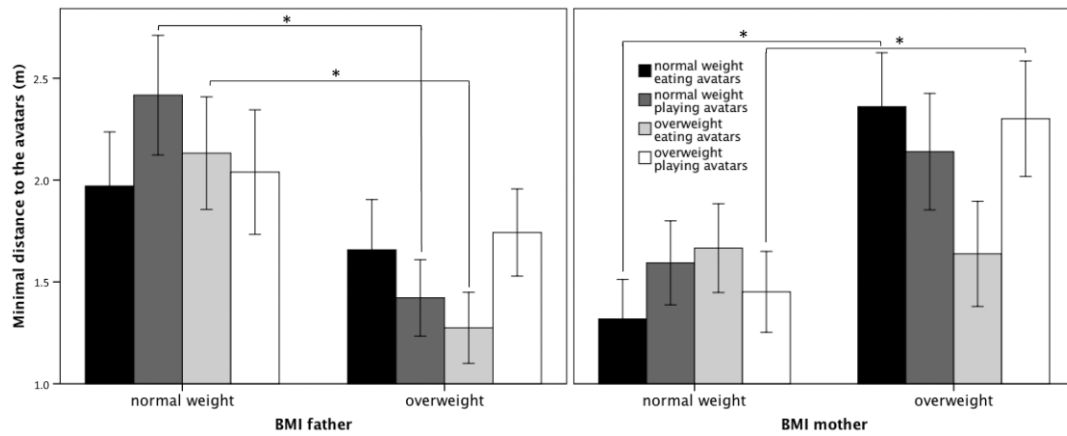 Minimal distance to the avatars (m)
2.5
2.0
1.5
1.0
*
*
normal weight
overweight
BMI father
*
*
normal weight
eating avatars
normal weight
playing avatars
overweight
eating avatars
overweight
playing avatars
normal weight
overweight
BMI mother